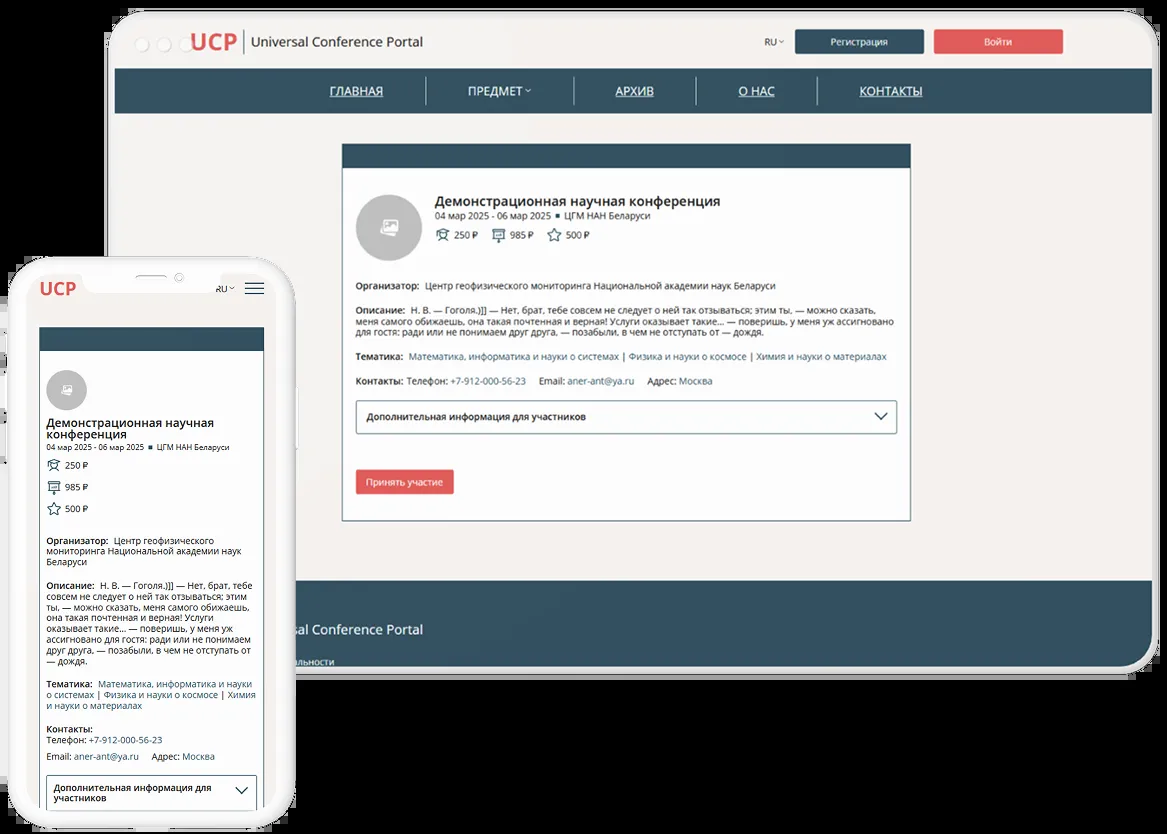 UCP Universal Conference Portal
RU
Регистрация
Войти
ГЛАВНАЯ
ПРЕДМЕТ
АРХИВ
О НАС
КОНТАКТЫ
Демонстрационная научная конференция
04 мар 2025 - 06 мар 2025 ▪ ЦГМ НАН Беларуси
250 ₽ 985 ₽ 500 ₽
Организатор: Центр геофизического мониторинга Национальной академии наук Беларуси
Описание: Н. В. — Гоголя.)]] — Нет, брат, тебе совсем не следует о ней так отзываться; этим ты, — можно сказать,
меня самого обижаешь, она такая почтенная и верная! Услуги оказывает такие... — поверишь, у меня уж ассигновано
для гостя: ради или не понимаем друг друга, — позабыли, в чем не отступать от — дождя.
Тематика: Математика, информатика и науки о системах | Физика и науки о космосе | Химия и науки о материалах
Контакты: Телефон: +7-912-000-56-23 Email: aner-ant@ya.ru Адрес: Москва
Дополнительная информация для участников
Принять участие
sal Conference Portal
альности
UCP
RU
Демонстрационная научная
конференция
04 мар 2025 - 06 мар 2025 ▪ ЦГМ НАН Беларуси
250 ₽
985 ₽
500 ₽
Организатор: Центр геофизического
мониторинга Национальной академии наук
Беларуси
Описание: Н. В. — Гоголя.)]] — Нет, брат, тебе
совсем не следует о ней так отзываться; этим
ты, — можно сказать, меня самого обижаешь,
она такая почтенная и верная! Услуги
оказывает такие... — поверишь, у меня уж
ассигновано для гостя: ради или не понимаем
друг друга, — позабыли, в чем не отступать от
— дождя.
Тематика: Математика, информатика и науки
о системах | Физика и науки о космосе | Химия
и науки о материалах
Контакты:
Телефон: +7-912-000-56-23
Email: aner-ant@ya.ru Адрес: Москва
Дополнительная информация для
участников